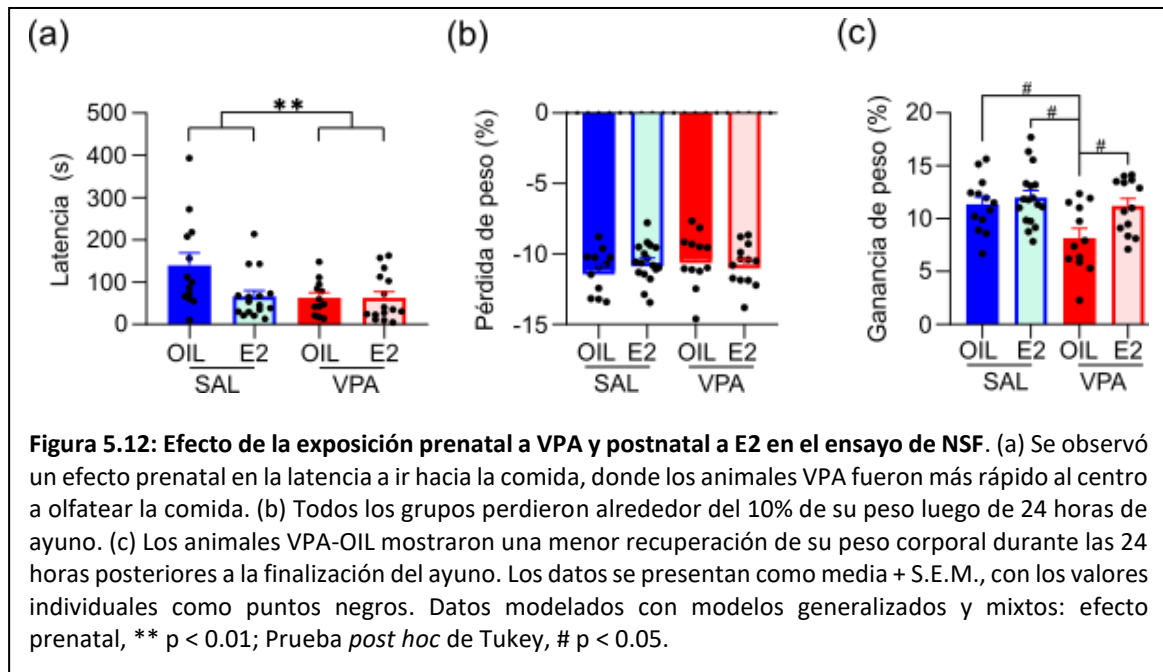 (a)
(b)
(c)
Latencia (s)
500
400
300
200
100
0
**
OIL E2 OIL E2
SAL VPA
Pérdida de peso (%)
0
-5
-10
-15
OIL E2 OIL E2
SAL VPA
Ganancia de peso (%)
20
15
10
5
0
#
#
#
OIL E2 OIL E2
SAL VPA
Figura 5.12: Efecto de la exposición prenatal a VPA y postnatal a E2 en el ensayo de NSF. (a) Se observó
un efecto prenatal en la latencia a ir hacia la comida, donde los animales VPA fueron más rápido al centro
a olfatear la comida. (b) Todos los grupos perdieron alrededor del 10% de su peso luego de 24 horas de
ayuno. (c) Los animales VPA-OIL mostraron una menor recuperación de su peso corporal durante las 24
horas posteriores a la finalización del ayuno. Los datos se presentan como media + S.E.M., con los valores
individuales como puntos negros. Datos modelados con modelos generalizados y mixtos: efecto
prenatal, ** p < 0.01; Prueba post hoc de Tukey, # p < 0.05.